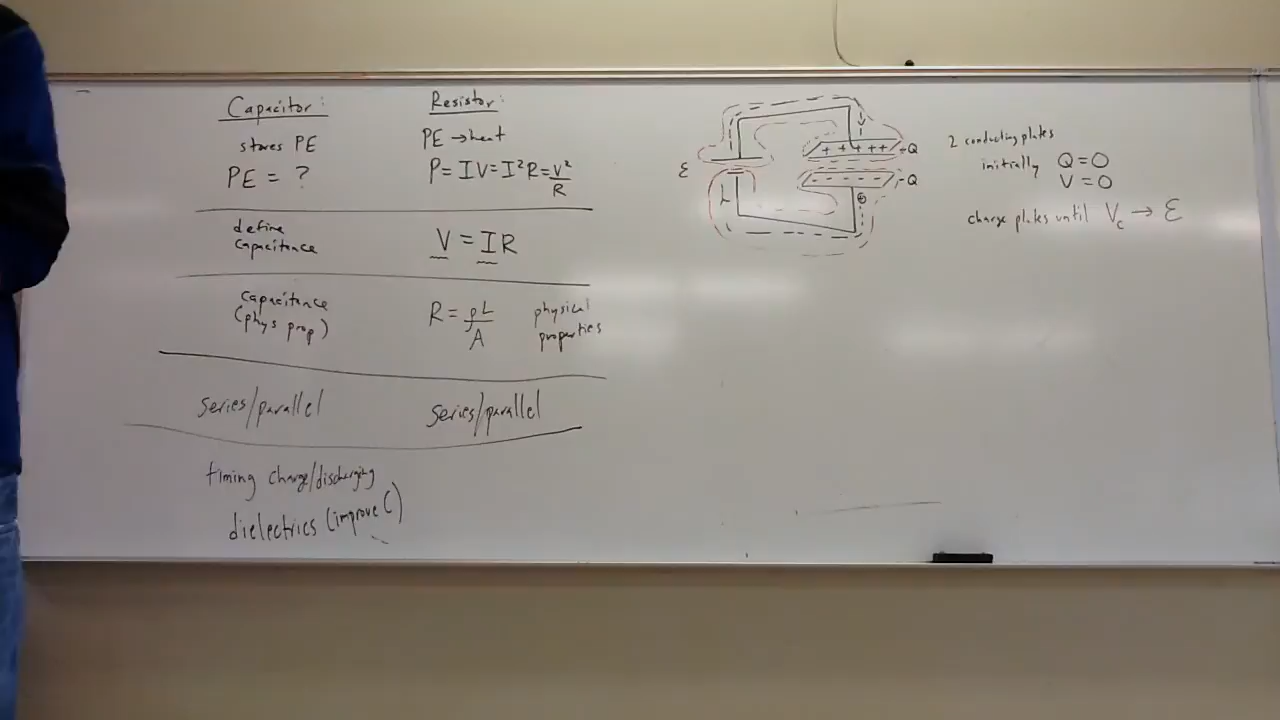 Capacitor:
stores PE
PE = ?
define
capacitance
capacitance
(phys prop)
series/parallel
timing charge/discharging
dielectrics (improve C)
Resistor:
PE → heat
P = IV = I²R = V²/R
V = IR
R = ρL/A
physical
properties
series/parallel
ε
+ + + + +
+Q
- - - - -
-Q
⊕
2 conducting plates
initially Q = 0
V = 0
charge plates until Vc → ε